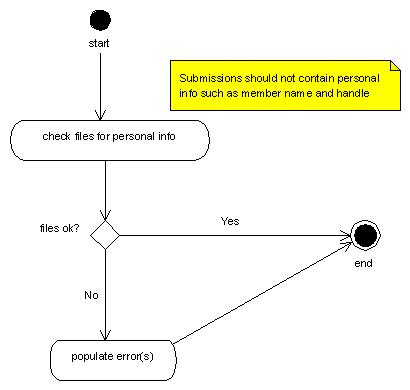 start
Submissions should not contain personal
info such as member name and handle
check files for personal info
files ok?
Yes
end
No
populate error(s)